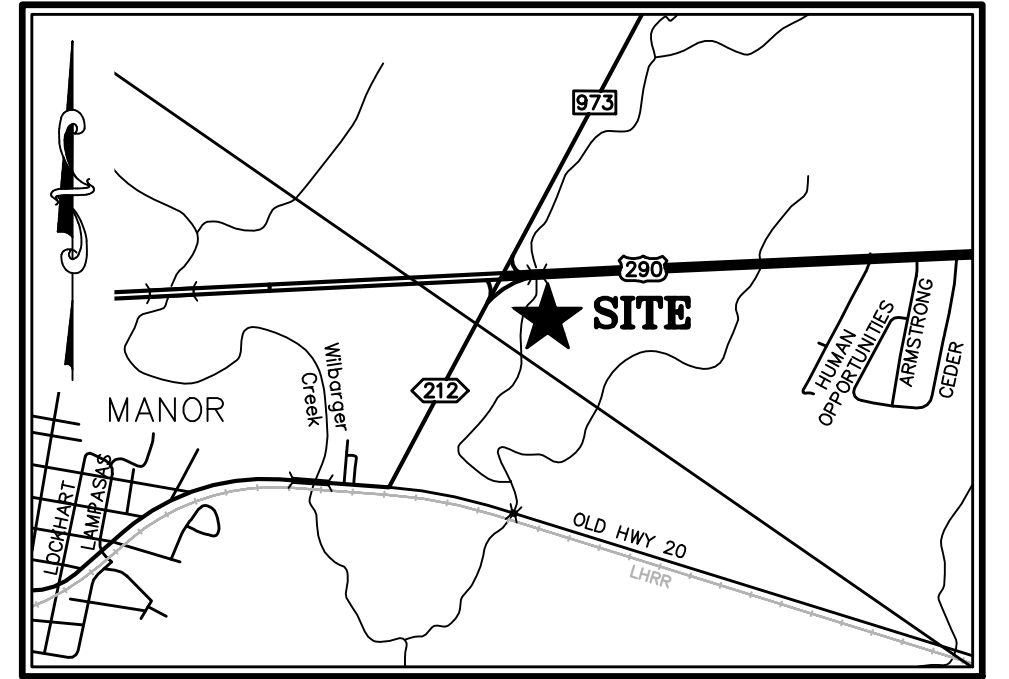 973
290
SITE
HUMAN
OPPORTUNITIES
ARMSTRONG
CEDER
Wilbarger
Creek
212
MANOR
LOCKHART
LAMPASAS
OLD HWY 20
LHRR